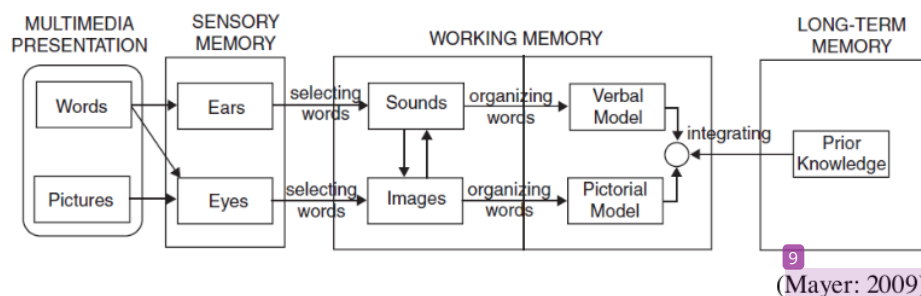 MULTIMEDIA
PRESENTATION
SENSORY
MEMORY
WORKING MEMORY
LONG-TERM
MEMORY
Words
Pictures
Ears
Eyes
selecting
words
selecting
words
Sounds
Images
organizing
words
organizing
words
Verbal
Model
Pictorial
Model
integrating
Prior
Knowledge
9
(Mayer: 2009)